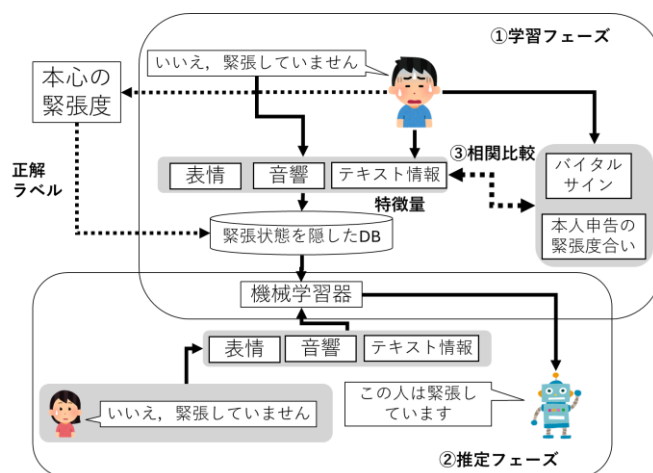 ①学習フェーズ
いいえ，緊張していません
本心の
緊張度
正解
ラベル
③相関比較
表情
音響
テキスト情報
特徴量
バイタル
サイン
本人申告の
緊張度合い
緊張状態を隠したDB
機械学習器
表情
音響
テキスト情報
いいえ，緊張していません
この人は緊張し
ています
②推定フェーズ